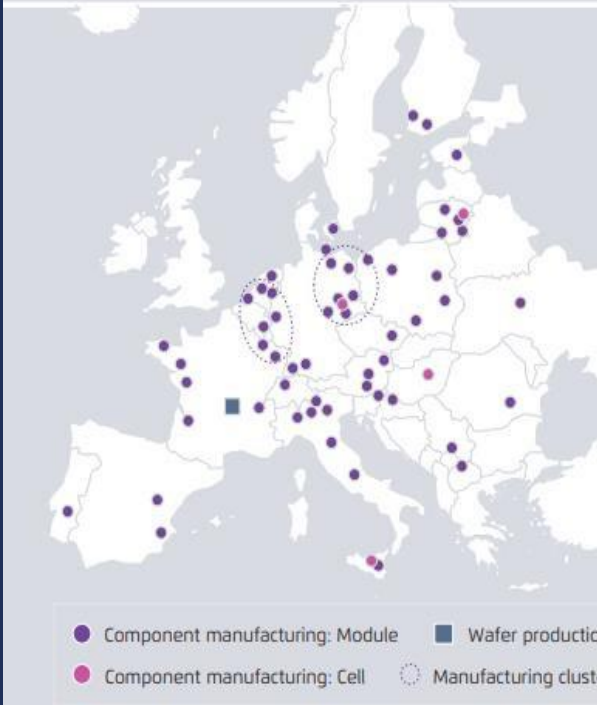 Component manufacturing: Module
Wafer productio
Component manufacturing: Cell
Manufacturing clust